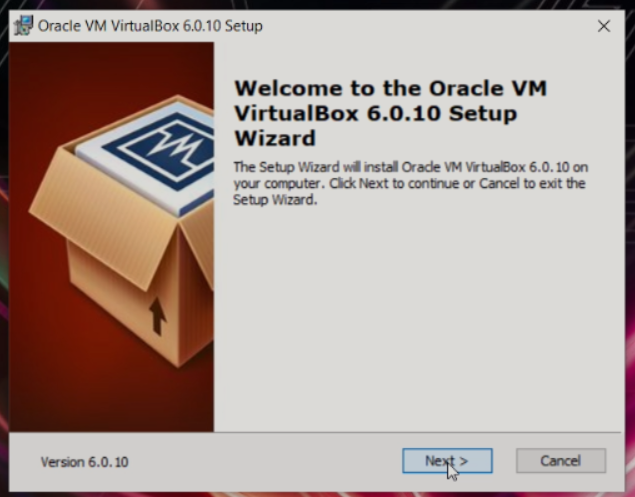 Oracle VM VirtualBox 6.0.10 Setup
Welcome to the Oracle VM
VirtualBox 6.0.10 Setup
Wizard
The Setup Wizard will install Oracle VM VirtualBox 6.0.10 on
your computer. Click Next to continue or Cancel to exit the
Setup Wizard.
Version 6.0.10
Next >
Cancel